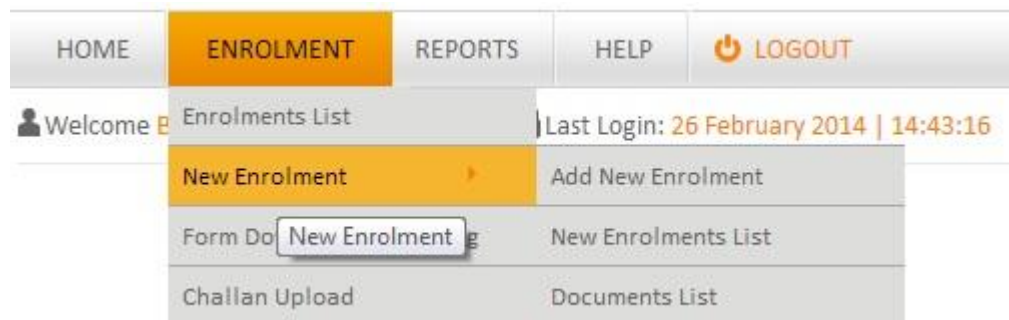 HOME ENROLMENT REPORTS HELP LOGOUT
Welcome Enrolments List Last Login: 26 February 2014 | 14:43:16
New Enrolment Add New Enrolment
Form New Enrolment New Enrolments List
Challan Upload Documents List